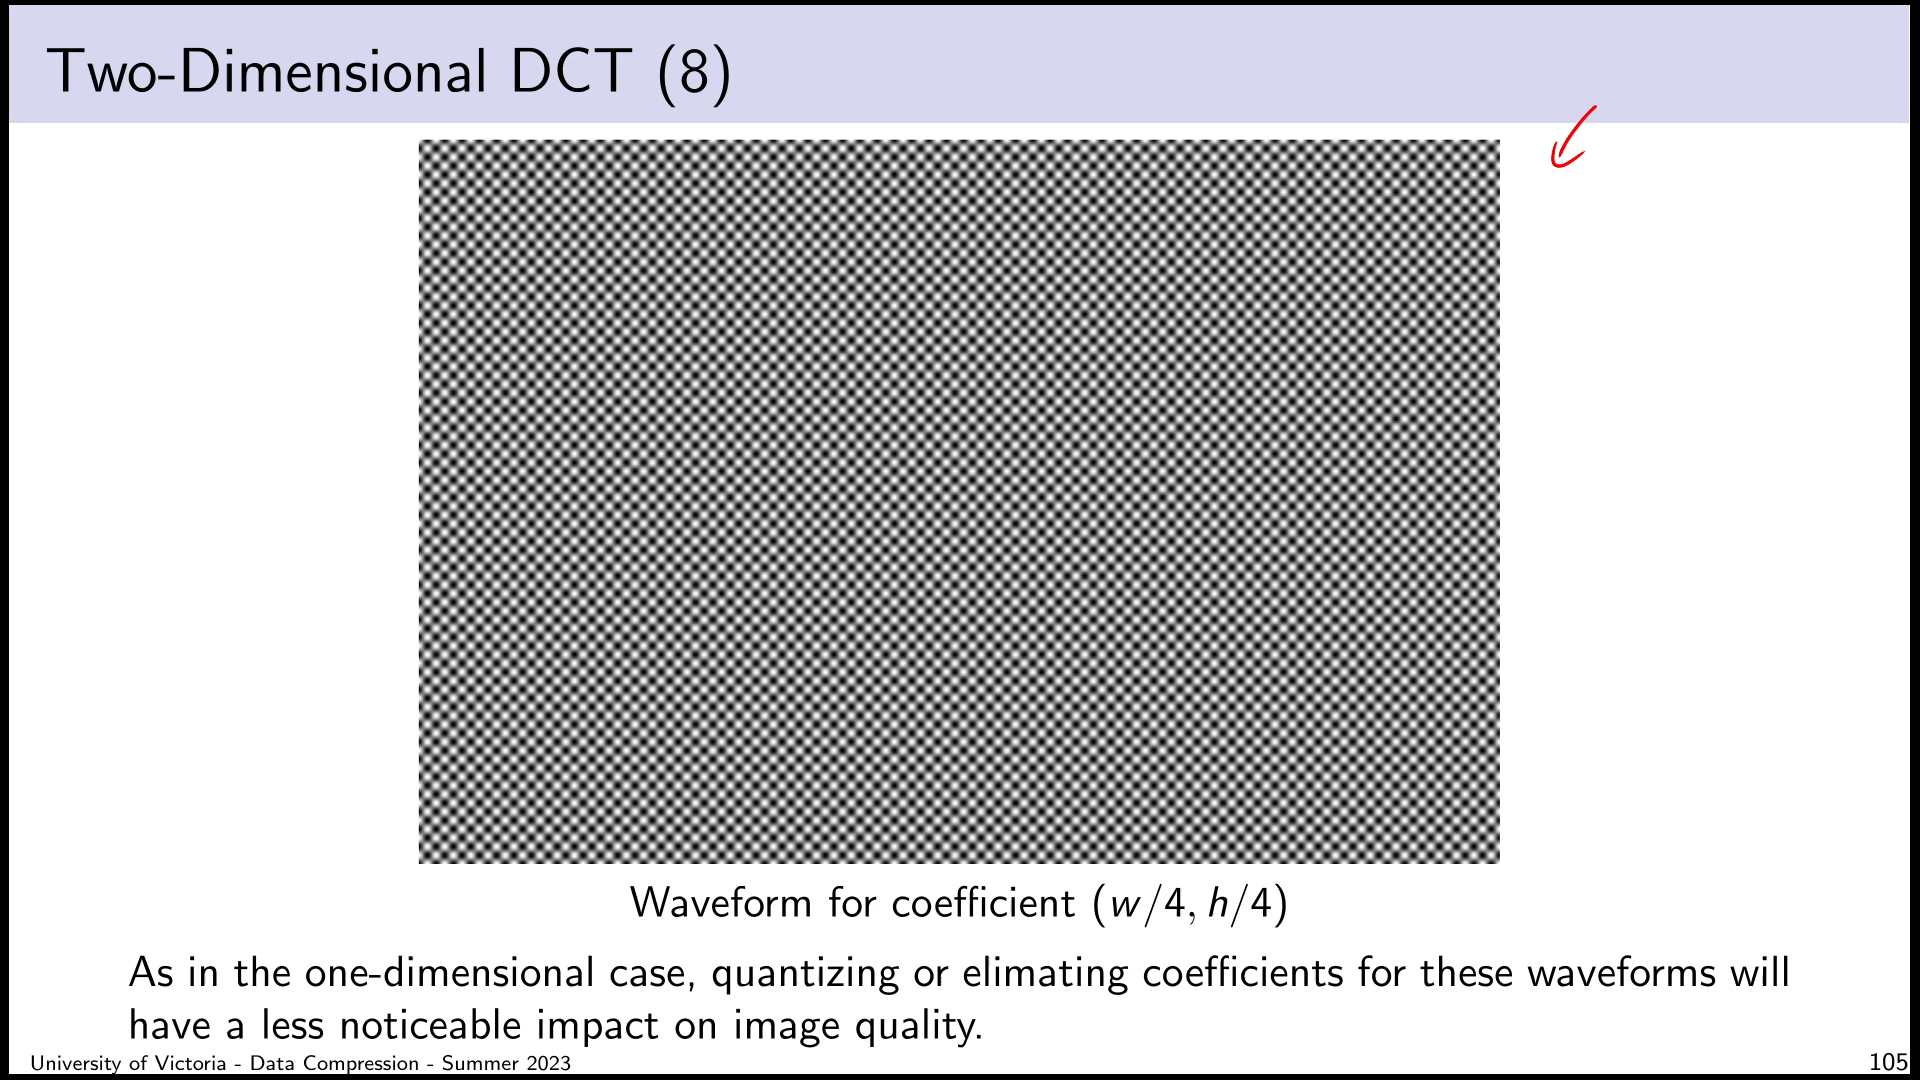 Two-Dimensional DCT (8)
Waveform for coefficient (w/4, h/4)
As in the one-dimensional case, quantizing or elimating coefficients for these waveforms will
have a less noticeable impact on image quality.
University of Victoria - Data Compression - Summer 2023
105